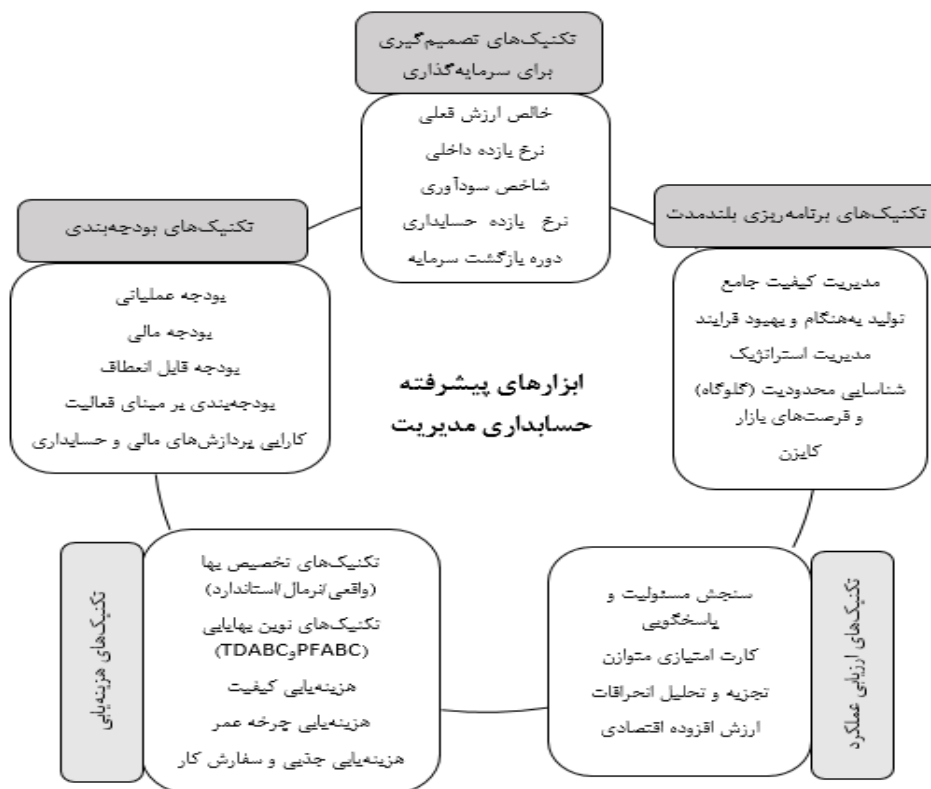 تکنیک‌های تصمیم‌گیری
برای سرمایه‌گذاری
خالص ارزش فعلی
نرخ بازده داخلی
شاخص سودآوری
نرخ بازده حسابداری
دوره بازگشت سرمایه
تکنیک‌های برنامه‌ریزی بلندمدت
مدیریت کیفیت جامع
تولید به‌هنگام و بهبود فرایند
مدیریت استراتژیک
شناسایی محدودیت (گلوگاه)
و فرصت‌های بازار
کایزن
تکنیک‌های بودجه‌بندی
بودجه عملیاتی
بودجه مالی
بودجه قابل انعطاف
بودجه‌بندی بر مبنای فعالیت
کارایی پردازش‌های مالی و حسابداری
ابزارهای پیشرفته
حسابداری مدیریت
تکنیک‌های ارزیابی عملکرد
سنجش مسئولیت و
پاسخگویی
کارت امتیازی متوازن
تجزیه و تحلیل انحرافات
ارزش افزوده اقتصادی
تکنیک‌های هزینه‌یابی
تکنیک‌های تخصیص بها
(واقعی/نرمال/استاندارد)
تکنیک‌های نوین بهایابی
(PFABCوTDABC)
هزینه‌یابی کیفیت
هزینه‌یابی چرخه عمر
هزینه‌یابی جذبی و سفارش کار